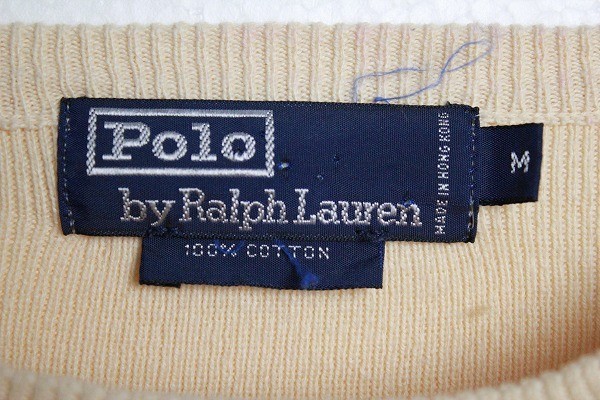 Polo
by Ralph Lauren
MADE IN HONG KONG
M
100% COTTON